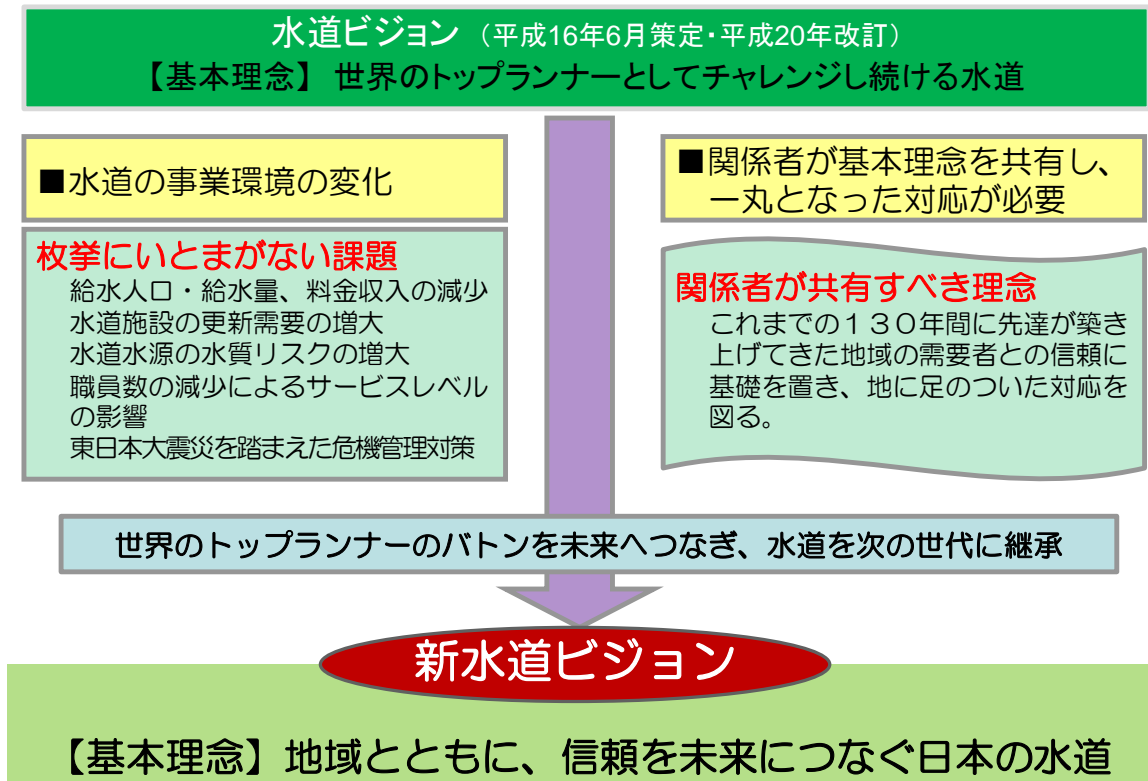 水道ビジョン（平成16年6月策定・平成20年改訂）
【基本理念】 世界のトップランナーとしてチャレンジし続ける水道
■水道の事業環境の変化
枚挙にいとまがない課題
給水人口・給水量、料金収入の減少
水道施設の更新需要の増大
水道水源の水質リスクの増大
職員数の減少によるサービスレベル
の影響
東日本大震災を踏まえた危機管理対策
■関係者が基本理念を共有し、
一丸となった対応が必要
関係者が共有すべき理念
これまでの１３０年間に先達が築き
上げてきた地域の需要者との信頼に
基礎を置き、地に足のついた対応を
図る。
世界のトップランナーのバトンを未来へつなぎ、水道を次の世代に継承
新水道ビジョン
【基本理念】地域とともに、信頼を未来につなぐ日本の水道